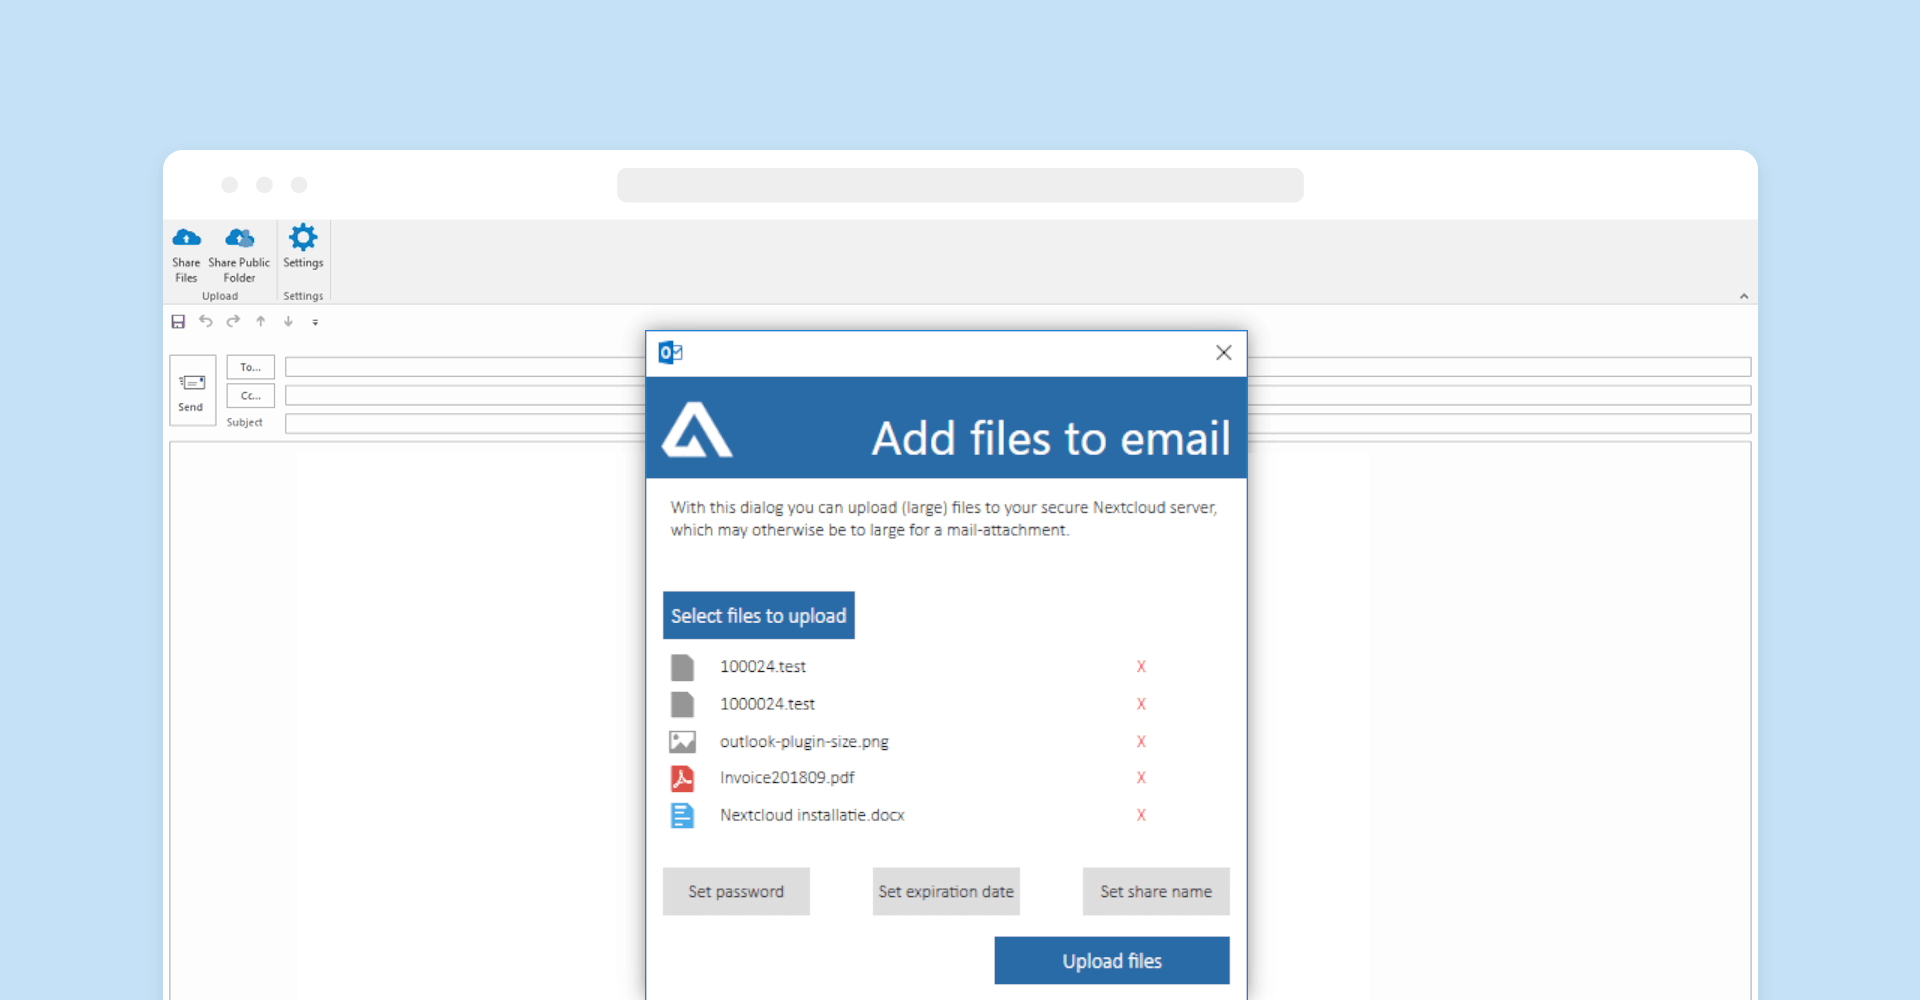 Share Files
Share Public Folder
Settings
Upload
Settings
Send
To...
Cc...
Subject
Add files to email
With this dialog you can upload (large) files to your secure Nextcloud server,
which may otherwise be to large for a mail-attachment.
Select files to upload
100024.test X
1000024.test X
outlook-plugin-size.png X
Invoice201809.pdf X
Nextcloud installatie.docx X
Set password
Set expiration date
Set share name
Upload files